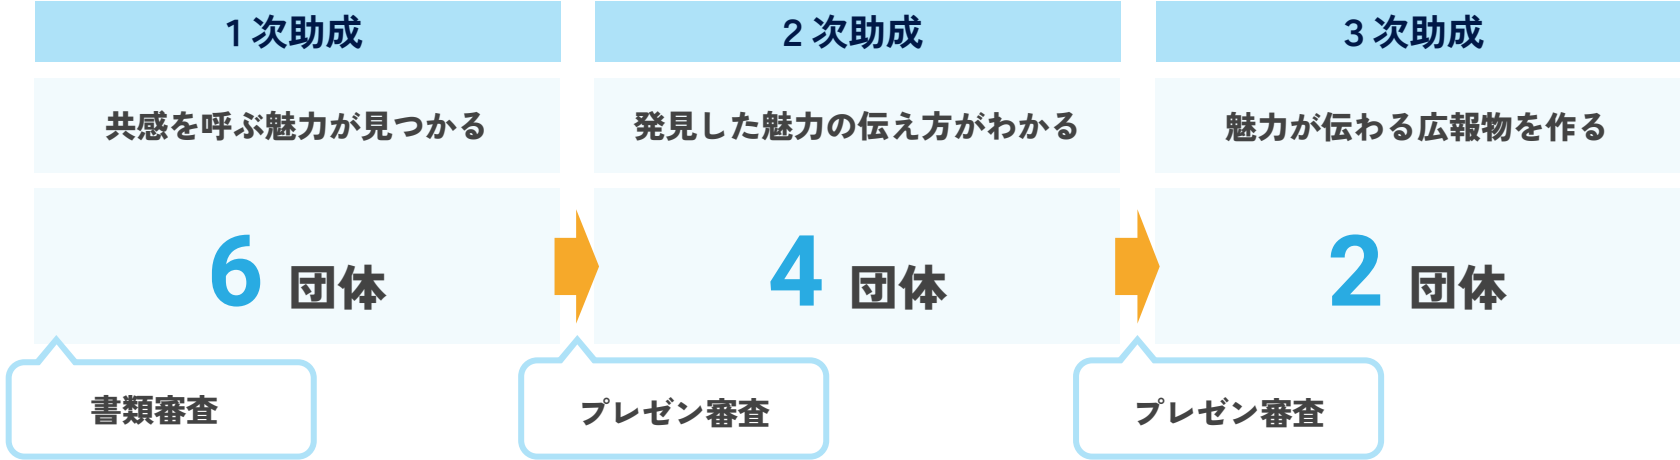 1次助成
2次助成
3次助成
共感を呼ぶ魅力が見つかる
発見した魅力の伝え方がわかる
魅力が伝わる広報物を作る
6 団体
4 団体
2 団体
書類審査
プレゼン審査
プレゼン審査